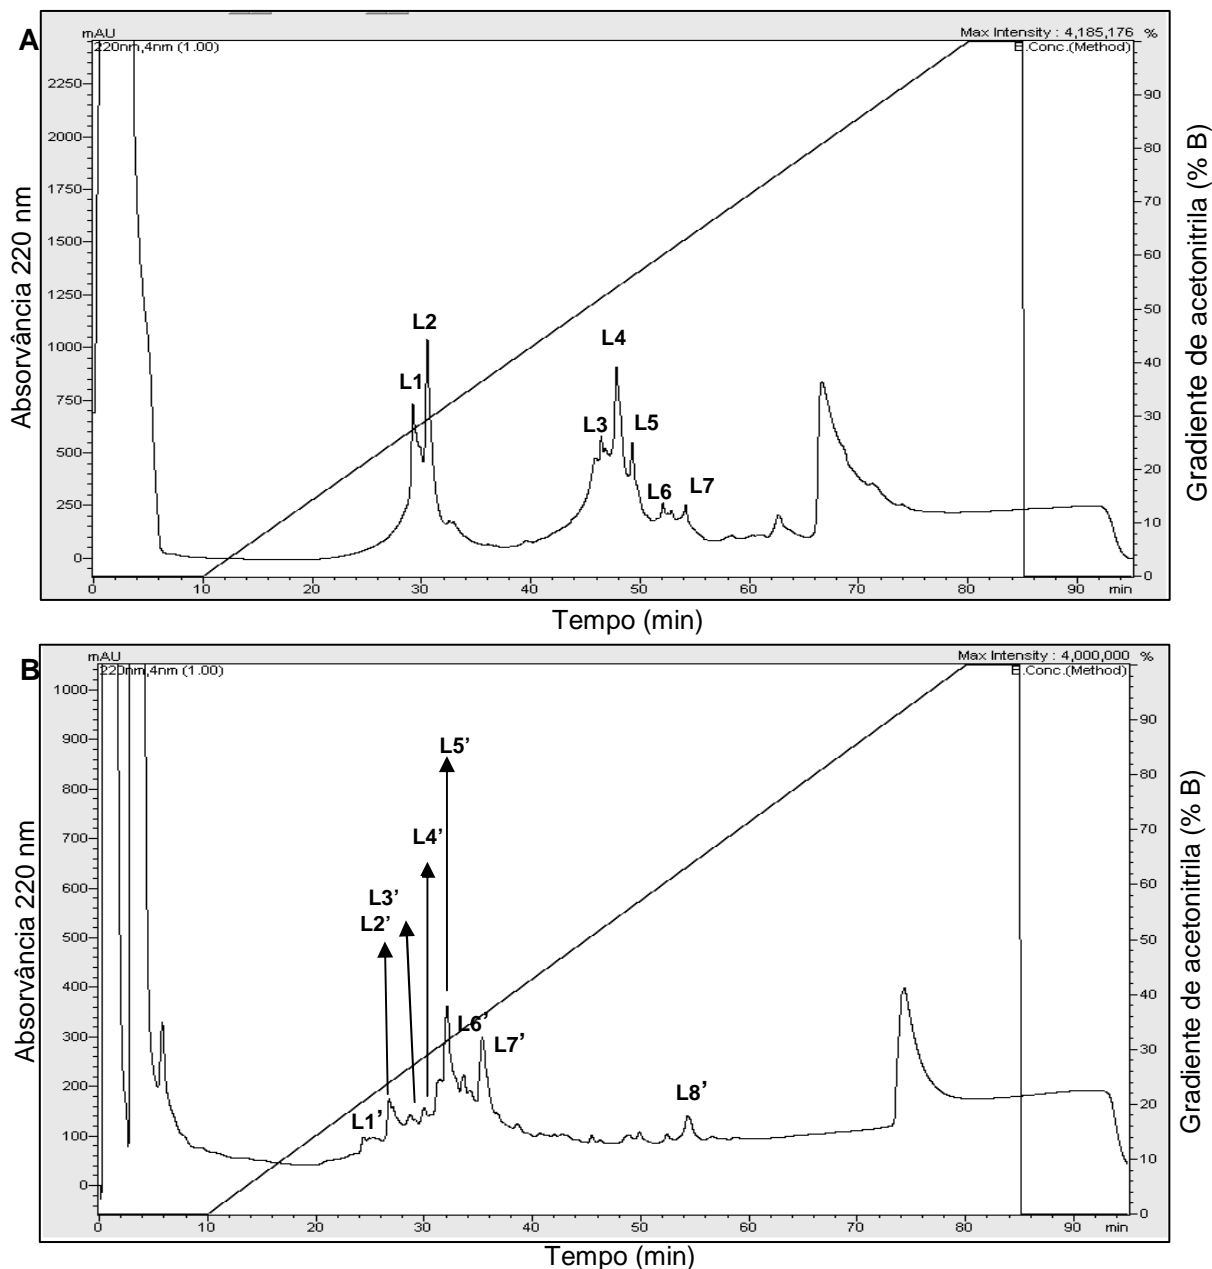 A
mAU
Max Intensity : 4,185,176 %
220nm,4nm (1.00)
B.Conc.(Method)
2250
2000
1750
1500
1250
1000
750
500
250
0
90
80
70
60
50
40
30
20
10
0
L1
L2
L3
L4
L5
L6
L7
0 10 20 30 40 50 60 70 80 90 min
Absorvância 220 nm
Gradiente de acetonitrila (% B)
Tempo (min)
B
mAU
Max Intensity : 4,000,000 %
220nm,4nm (1.00)
B.Conc.(Method)
1000
900
800
700
600
500
400
300
200
100
0
90
80
70
60
50
40
30
20
10
0
L5’
L4’
L3’
L2’
L6’
L7’
L1’
L8’
0 10 20 30 40 50 60 70 80 90 min
Absorvância 220 nm
Gradiente de acetonitrila (% B)
Tempo (min)